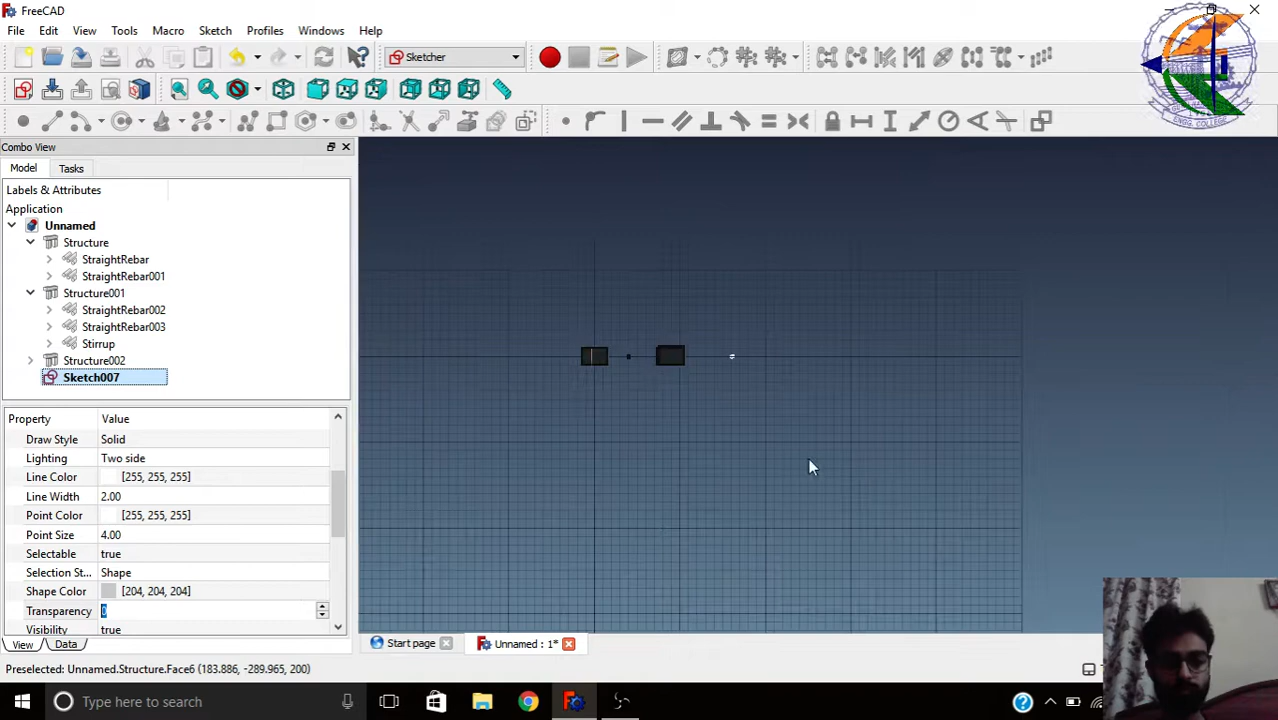 FreeCAD
File Edit View Tools Macro Sketch Profiles Windows Help
Sketcher
Combo View
Model Tasks
Labels & Attributes
Application
Unnamed
Structure
StraightRebar
StraightRebar001
Structure001
StraightRebar002
StraightRebar003
Stirrup
Structure002
Sketch007
Property Value
Draw Style Solid
Lighting Two side
Line Color [255, 255, 255]
Line Width 2.00
Point Color [255, 255, 255]
Point Size 4.00
Selectable true
Selection St... Shape
Shape Color [204, 204, 204]
Transparency 0
Visibility true
View Data
Start page Unnamed : 1*
Preselected: Unnamed.Structure.Face6 (183.886, -289.965, 200)
Type here to search
ENGG. COLLEGE